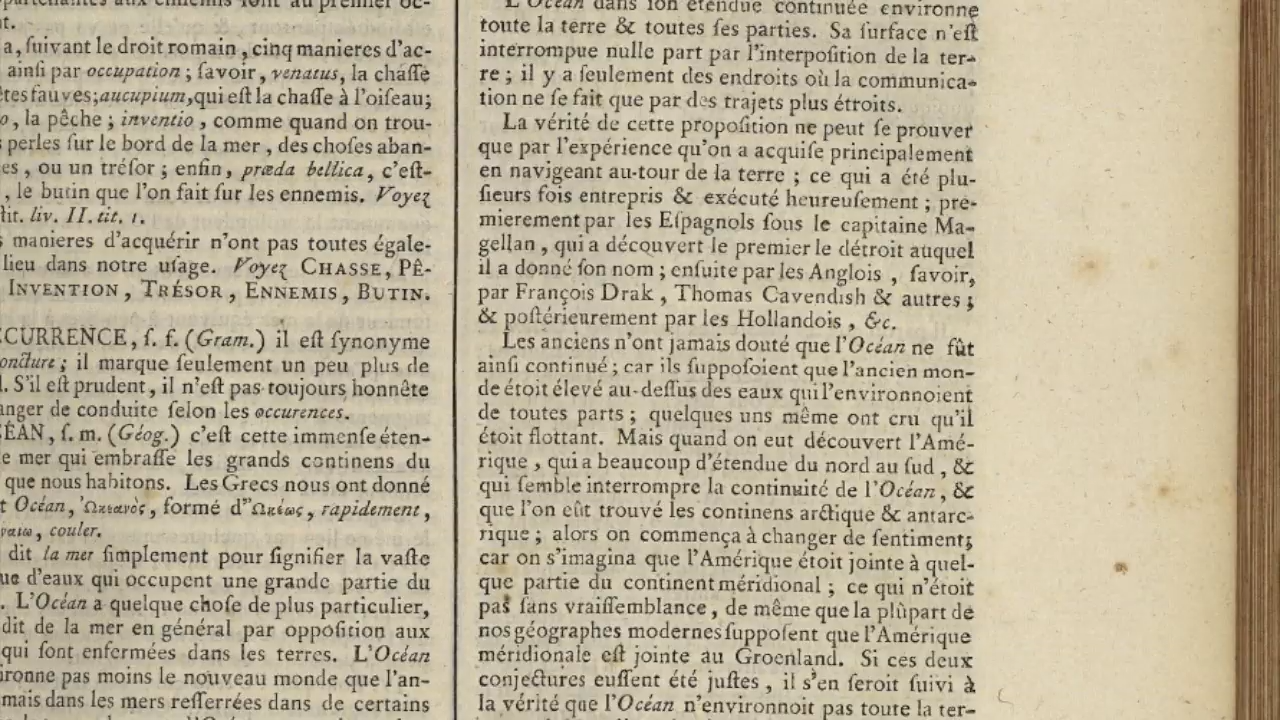 a, ſuivant le droit romain, cinq manieres d'ac-
ainſi par occupation ; ſavoir, venatus, la chaſſe
tes fauves; aucupium, qui eſt la chaſſe à l'oiſeau;
o, la pêche ; inventio, comme quand on trou-
perles ſur le bord de la mer, des choſes aban-
es, ou un tréſor ; enfin, præda bellica, c'eſt-
, le butin que l'on fait ſur les ennemis. Voyez
tit. liv. II. tit. 1.
manieres d'acquérir n'ont pas toutes égale-
lieu dans notre uſage. Voyez CHASSE, PÊ-
INVENTION, TRÉSOR, ENNEMIS, BUTIN.
CCURRENCE, ſ. f. (Gram.) il eſt ſynonyme
oncture ; il marque ſeulement un peu plus de
. S'il eſt prudent, il n'eſt pas toujours honnête
anger de conduite ſelon les occurences.
ÉAN, ſ. m. (Géog.) c'eſt cette immenſe éten-
e mer qui embraſſe les grands continens du
que nous habitons. Les Grecs nous ont donné
t Océan, formé rapidement,
couler.
dit la mer ſimplement pour ſignifier la vaſte
ue d'eaux qui occupent une grande partie du
. L'Océan a quelque choſe de plus particulier,
dit de la mer en général par oppoſition aux
qui ſont enfermées dans les terres. L'Océan
ironne pas moins le nouveau monde que l'an-
mais dans les mers reſſerrées dans de certains
L'Océan dans ſon étendue continuée environne
toute la terre & toutes ſes parties. Sa ſurface n'eſt
interrompue nulle part par l'interpoſition de la ter-
re ; il y a ſeulement des endroits où la communica-
tion ne ſe fait que par des trajets plus étroits.
La vérité de cette propoſition ne peut ſe prouver
que par l'expérience qu'on a acquiſe principalement
en navigeant au-tour de la terre ; ce qui a été plu-
ſieurs fois entrepris & exécuté heureuſement ; pre-
mierement par les Eſpagnols ſous le capitaine Ma-
gellan, qui a découvert le premier le détroit auquel
il a donné ſon nom ; enſuite par les Anglois, ſavoir,
par François Drak, Thomas Cavendish & autres ;
& poſtérieurement par les Hollandois, &c.
Les anciens n'ont jamais douté que l'Océan ne fût
ainſi continué ; car ils ſuppoſoient que l'ancien mon-
de étoit élevé au-deſſus des eaux qui l'environnoient
de toutes parts ; quelques uns même ont cru qu'il
étoit flottant. Mais quand on eut découvert l'Amé-
rique, qui a beaucoup d'étendue du nord au ſud, &
qui ſemble interrompre la continuité de l'Océan, &
que l'on eût trouvé les continens arctique & antarc-
rique ; alors on commença à changer de ſentiment;
car on s'imagina que l'Amérique étoit jointe à quel-
que partie du continent méridional ; ce qui n'étoit
pas ſans vraiſſemblance, de même que la plûpart de
nos géographes modernes ſuppoſent que l'Amérique
méridionale eſt jointe au Groenland. Si ces deux
conjectures euſſent été juſtes, il s'en ſeroit ſuivi à
la vérité que l'Océan n'environnoit pas toute la ter-